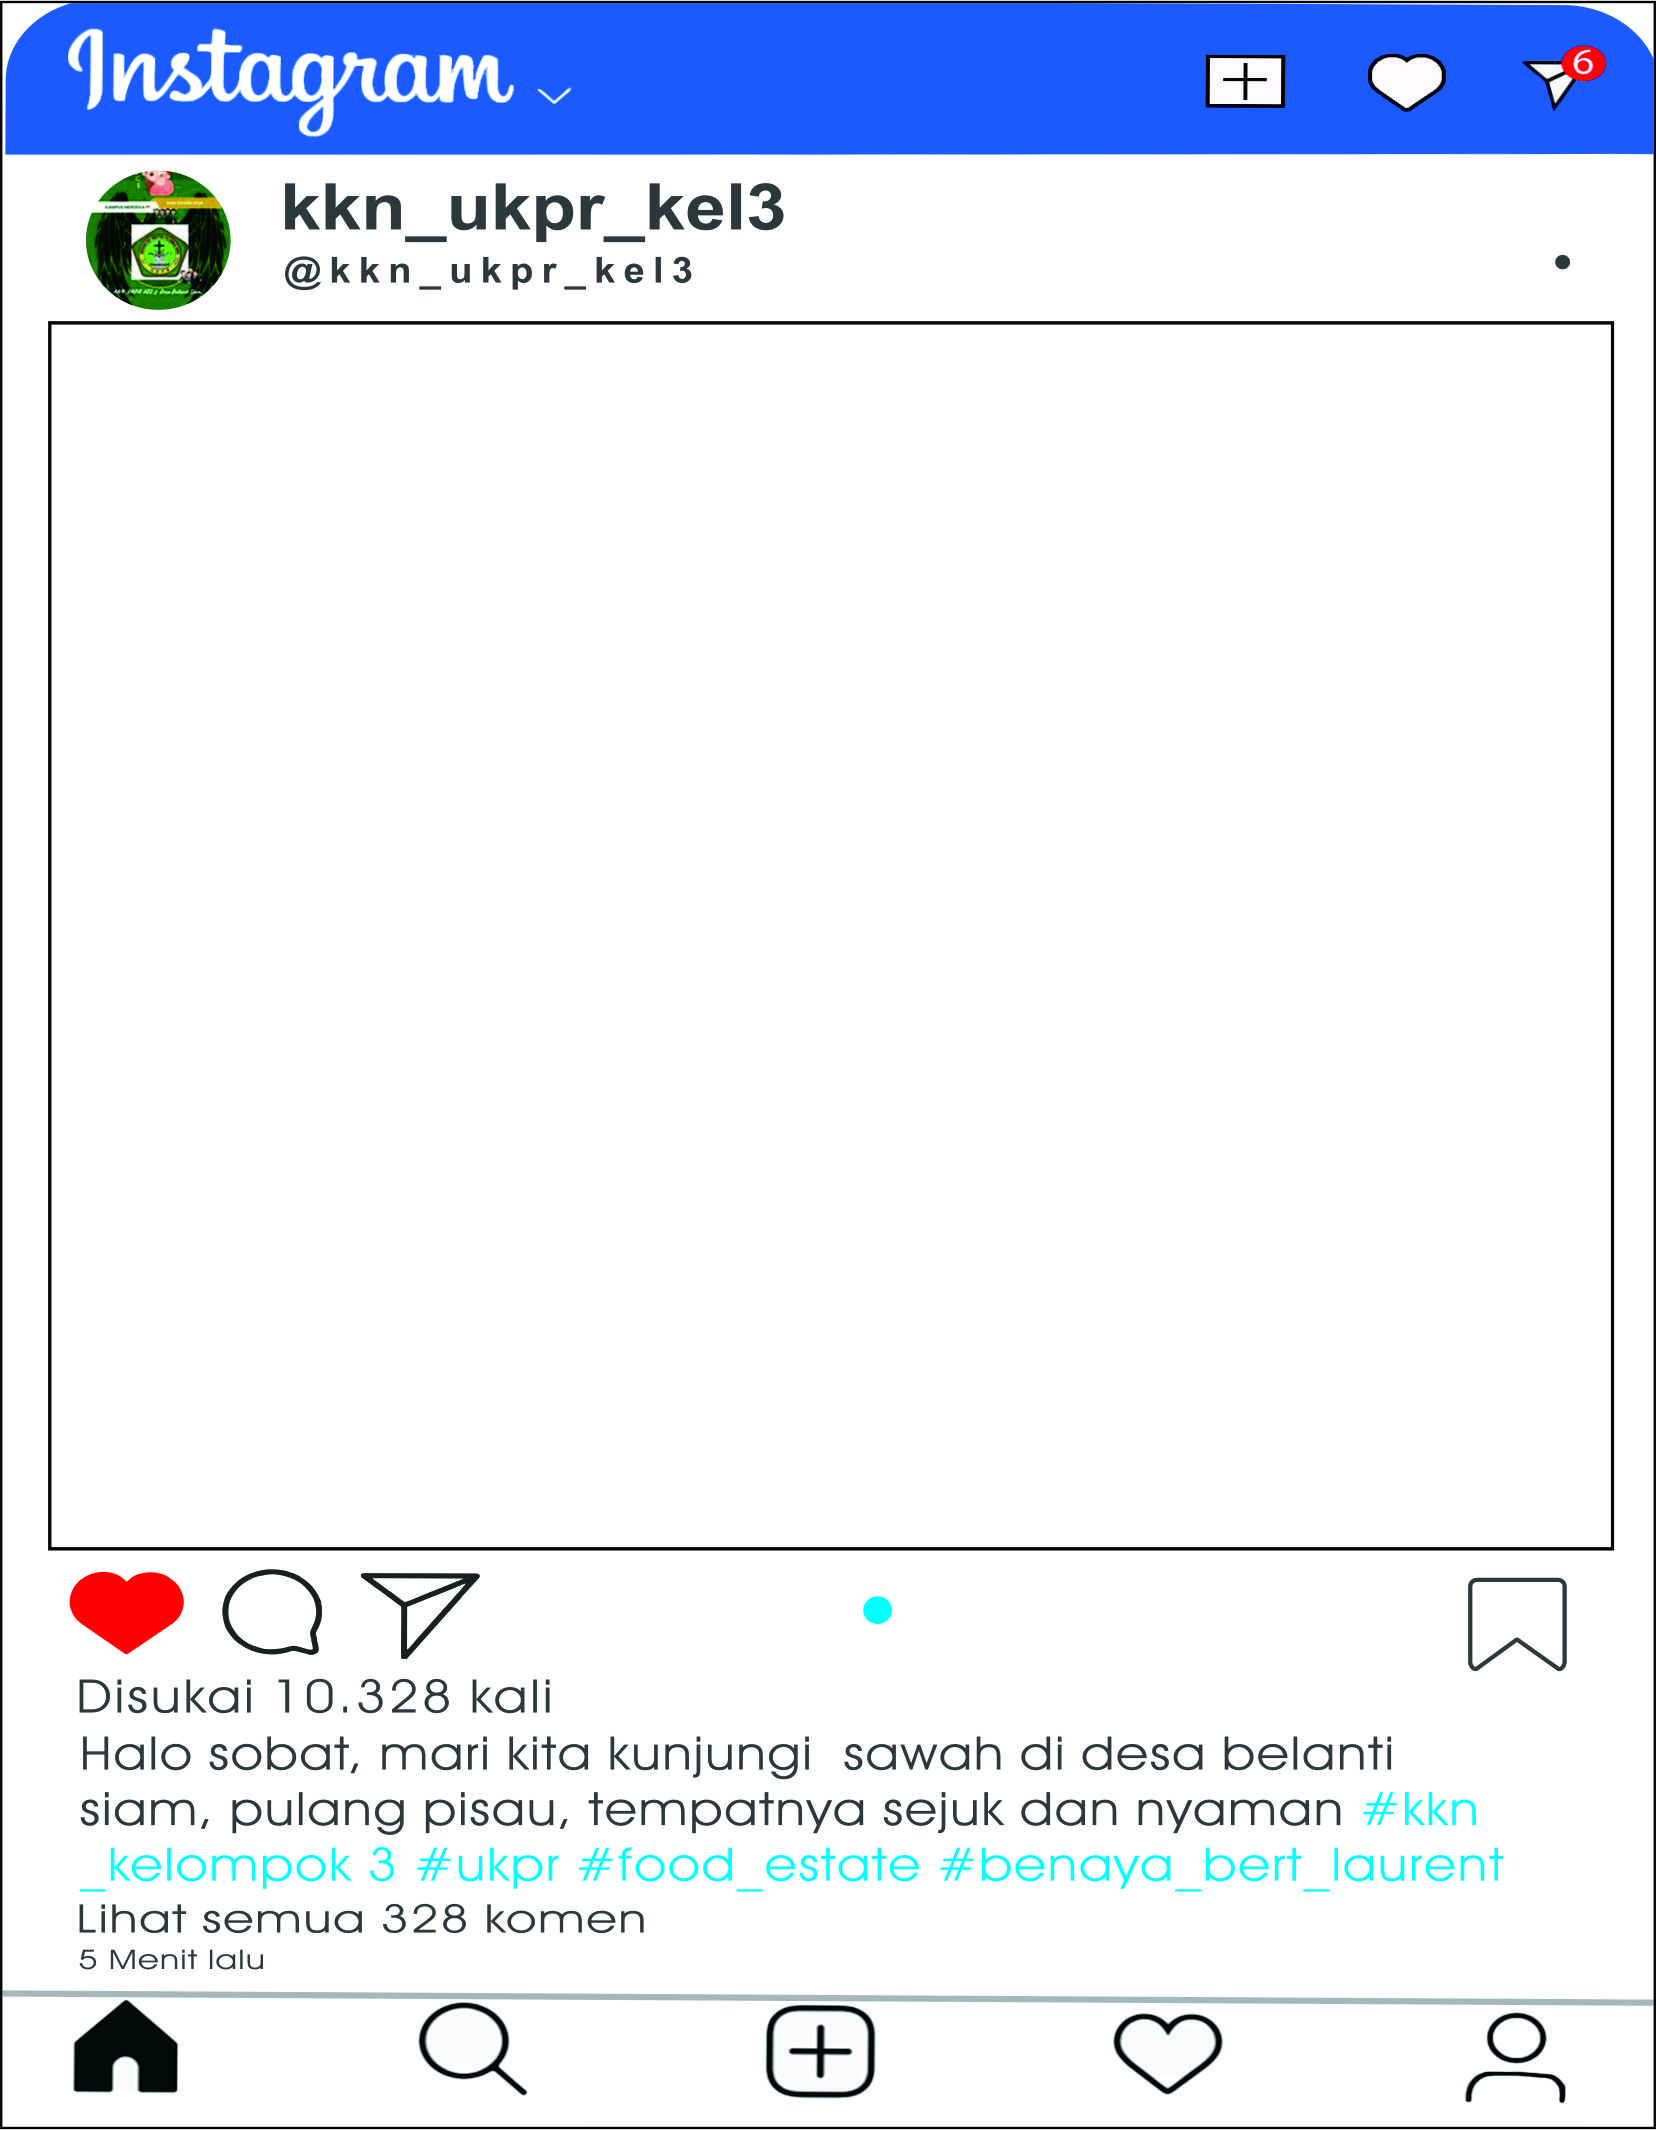 Instagram
6
kkn_ukpr_kel3
@kkn_ukpr_kel3
Disukai 10.328 kali
Halo sobat, mari kita kunjungi  sawah di desa belanti
siam, pulang pisau, tempatnya sejuk dan nyaman #kkn
_kelompok 3 #ukpr #food_estate #benaya_bert_laurent
Lihat semua 328 komen
5 Menit lalu